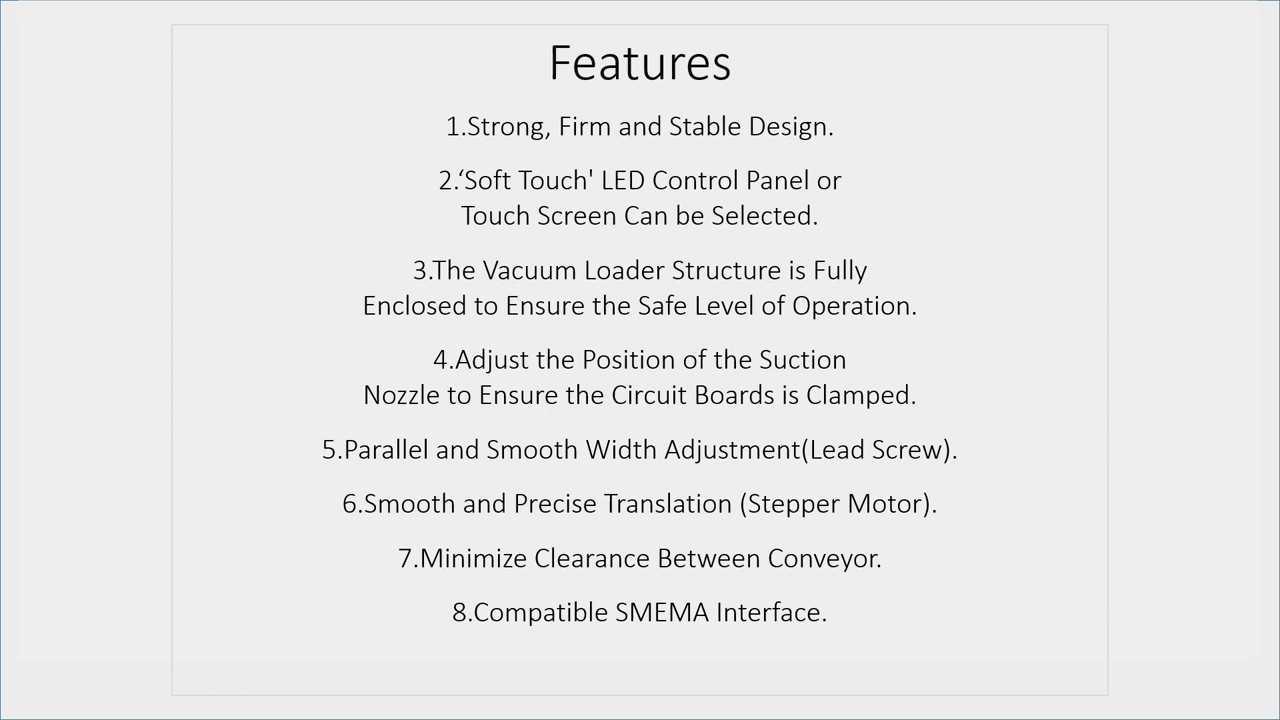 Features
1.Strong, Firm and Stable Design.
2.‘Soft Touch' LED Control Panel or
Touch Screen Can be Selected.
3.The Vacuum Loader Structure is Fully
Enclosed to Ensure the Safe Level of Operation.
4.Adjust the Position of the Suction
Nozzle to Ensure the Circuit Boards is Clamped.
5.Parallel and Smooth Width Adjustment(Lead Screw).
6.Smooth and Precise Translation (Stepper Motor).
7.Minimize Clearance Between Conveyor.
8.Compatible SMEMA Interface.